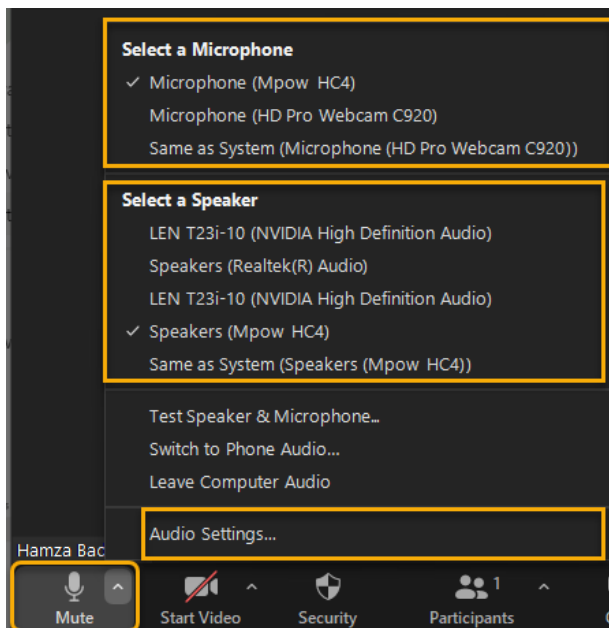 Select a Microphone
✓ Microphone (Mpow HC4)
Microphone (HD Pro Webcam C920)
Same as System (Microphone (HD Pro Webcam C920))
Select a Speaker
LEN T23i-10 (NVIDIA High Definition Audio)
Speakers (Realtek(R) Audio)
LEN T23i-10 (NVIDIA High Definition Audio)
✓ Speakers (Mpow HC4)
Same as System (Speakers (Mpow HC4))
Test Speaker & Microphone...
Switch to Phone Audio...
Leave Computer Audio
Audio Settings...
Hamza Bac
1
Mute Start Video Security Participants